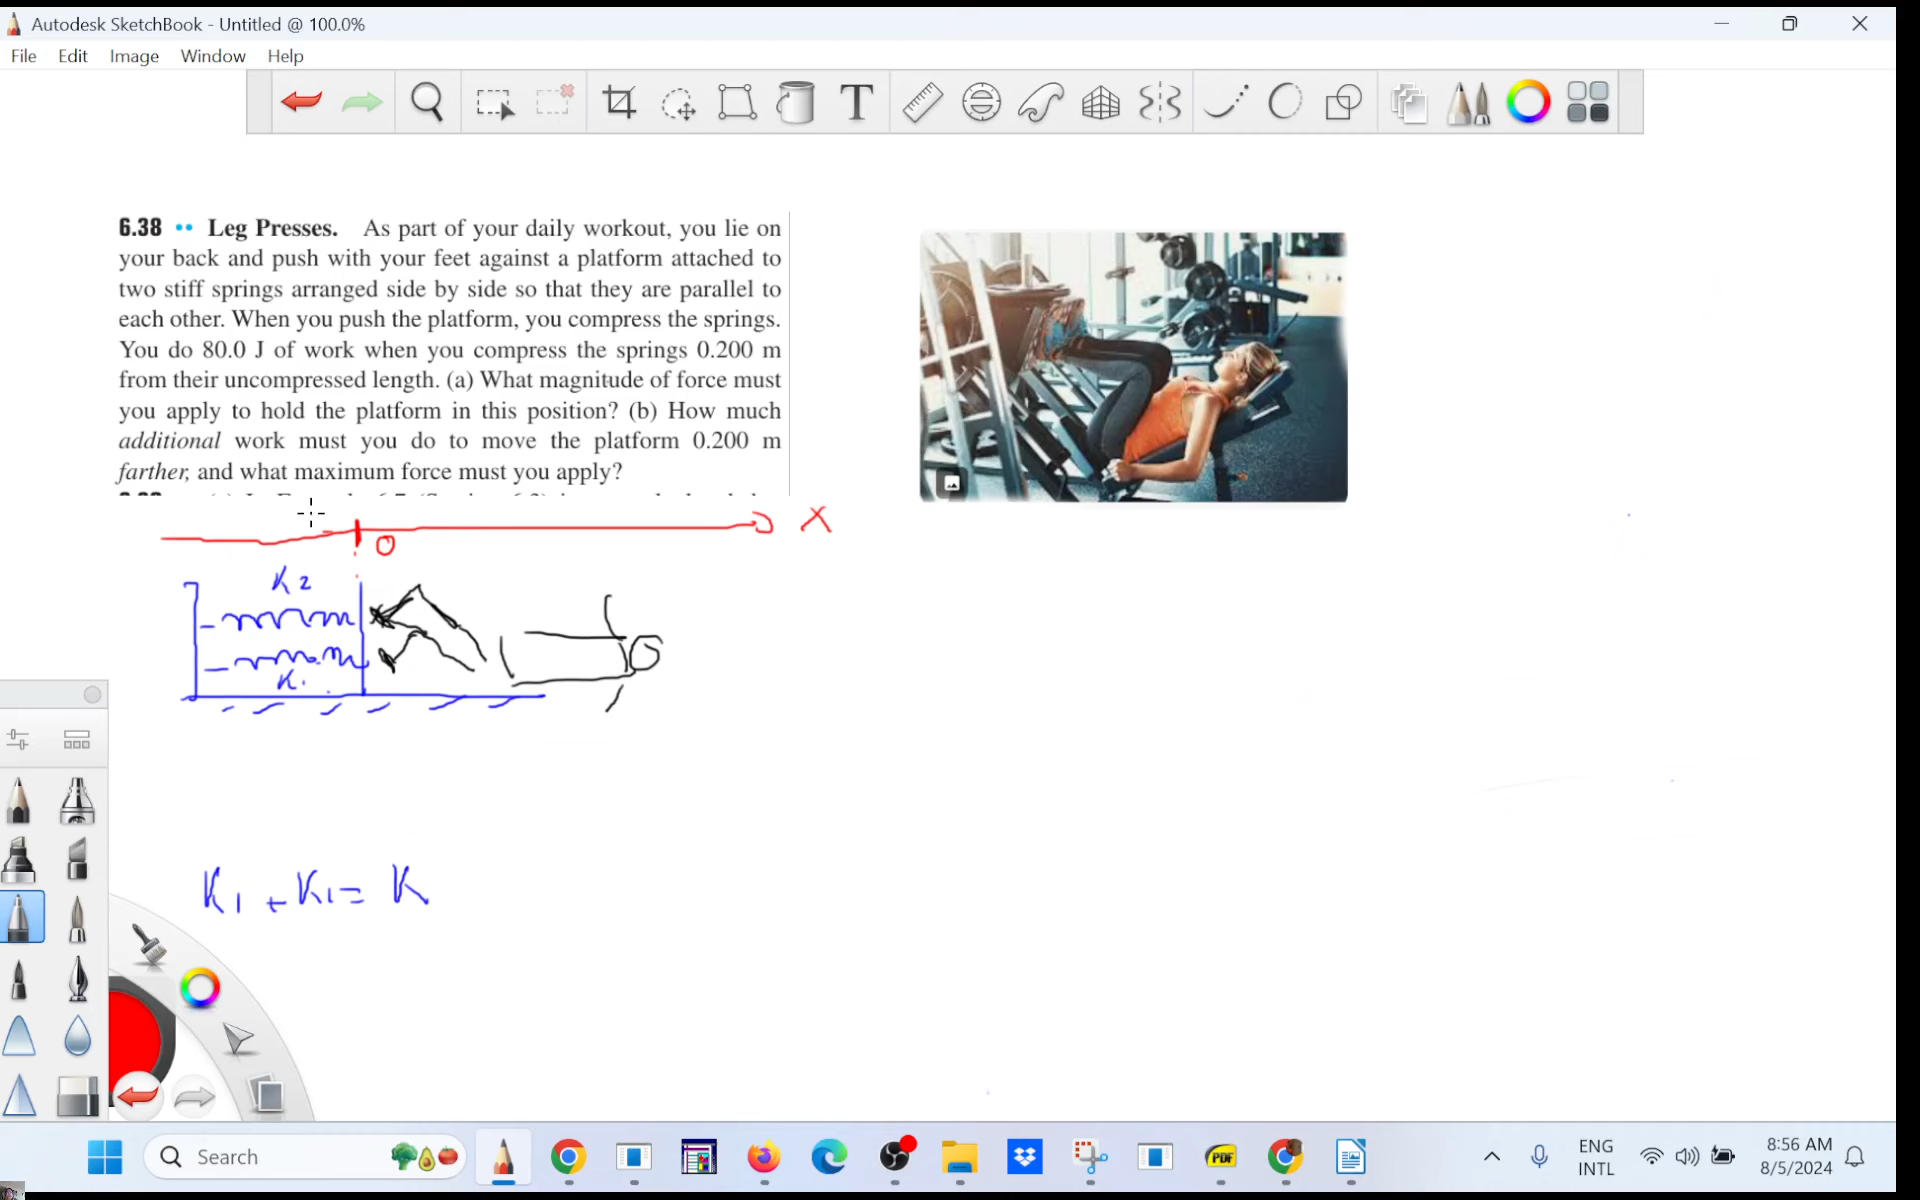 Autodesk SketchBook - Untitled @ 100.0%
File Edit Image Window Help
T
6.38 •• Leg Presses. As part of your daily workout, you lie on
your back and push with your feet against a platform attached to
two stiff springs arranged side by side so that they are parallel to
each other. When you push the platform, you compress the springs.
You do 80.0 J of work when you compress the springs 0.200 m
from their uncompressed length. (a) What magnitude of force must
you apply to hold the platform in this position? (b) How much
additional work must you do to move the platform 0.200 m
farther, and what maximum force must you apply?
X
O
K2
K1
K1 + K1 = K
Search
PDF
ENG
INTL
8:56 AM
8/5/2024